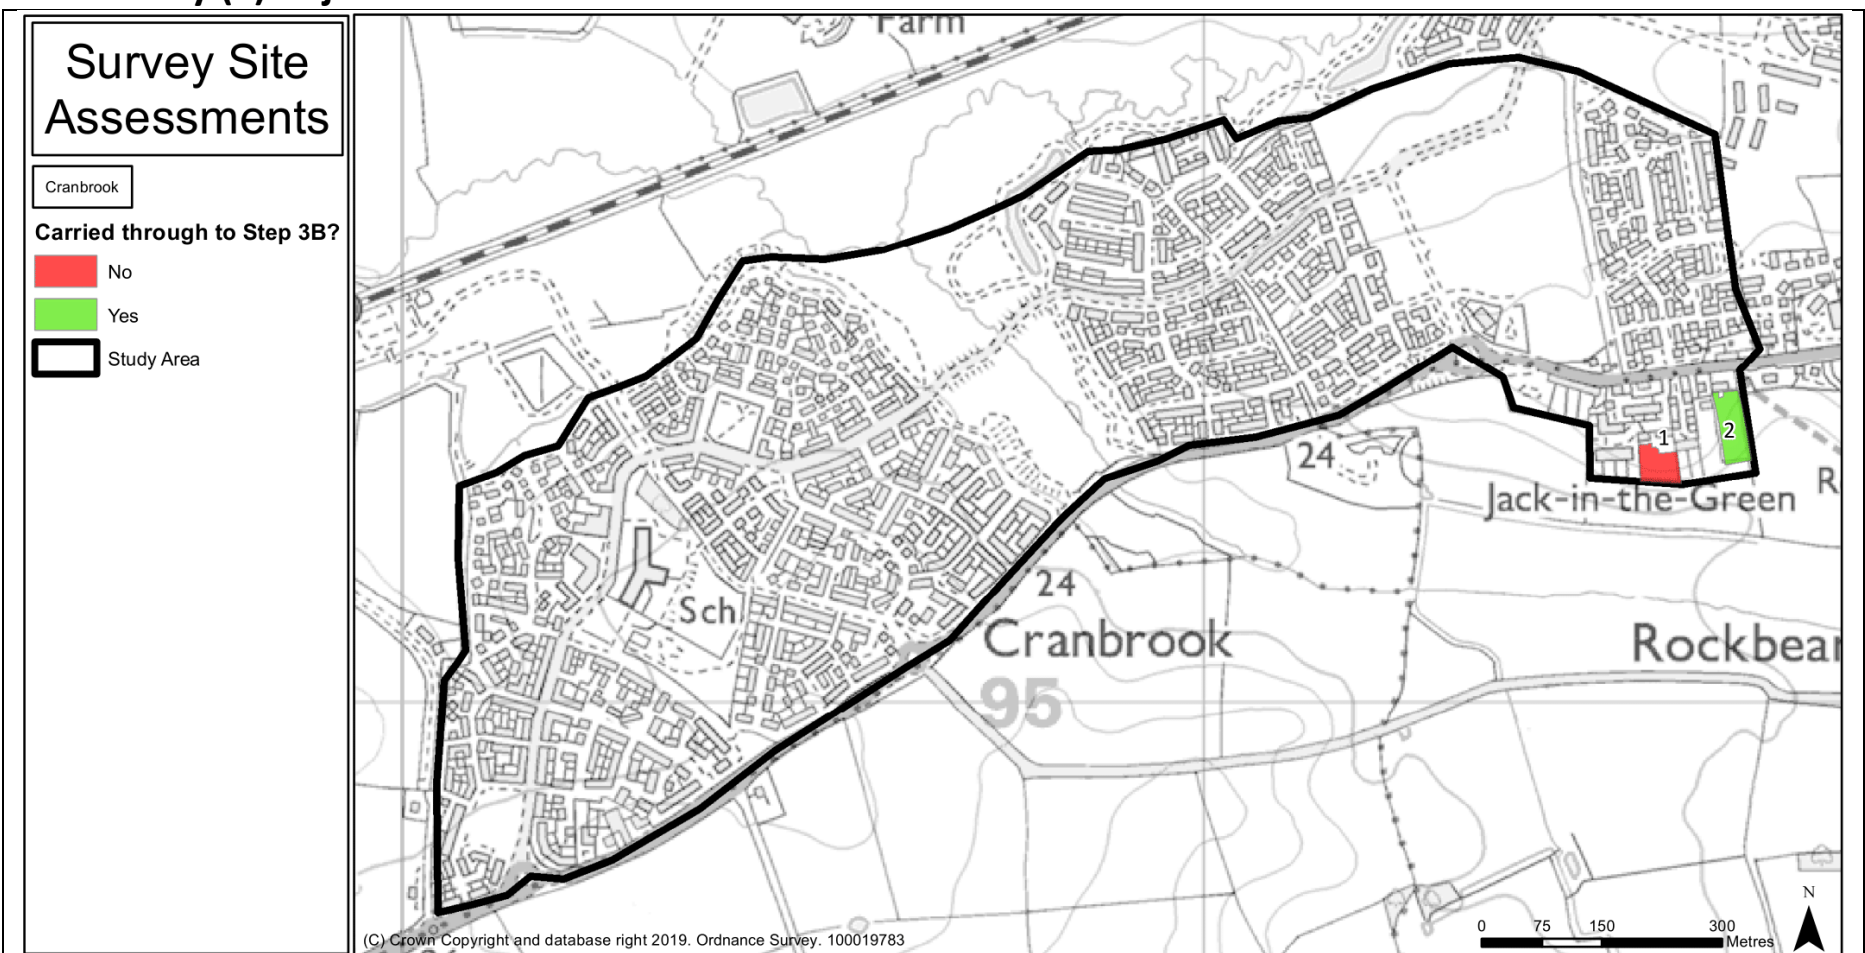 Survey Site
Assessments
Cranbrook
Carried through to Step 3B?
No
Yes
Study Area
Farm
24
1
2
Jack-in-the-Green
R
24
Sch
Cranbrook
Rockbear
95
(C) Crown Copyright and database right 2019. Ordnance Survey. 100019783
0 75 150 300
Metres
N